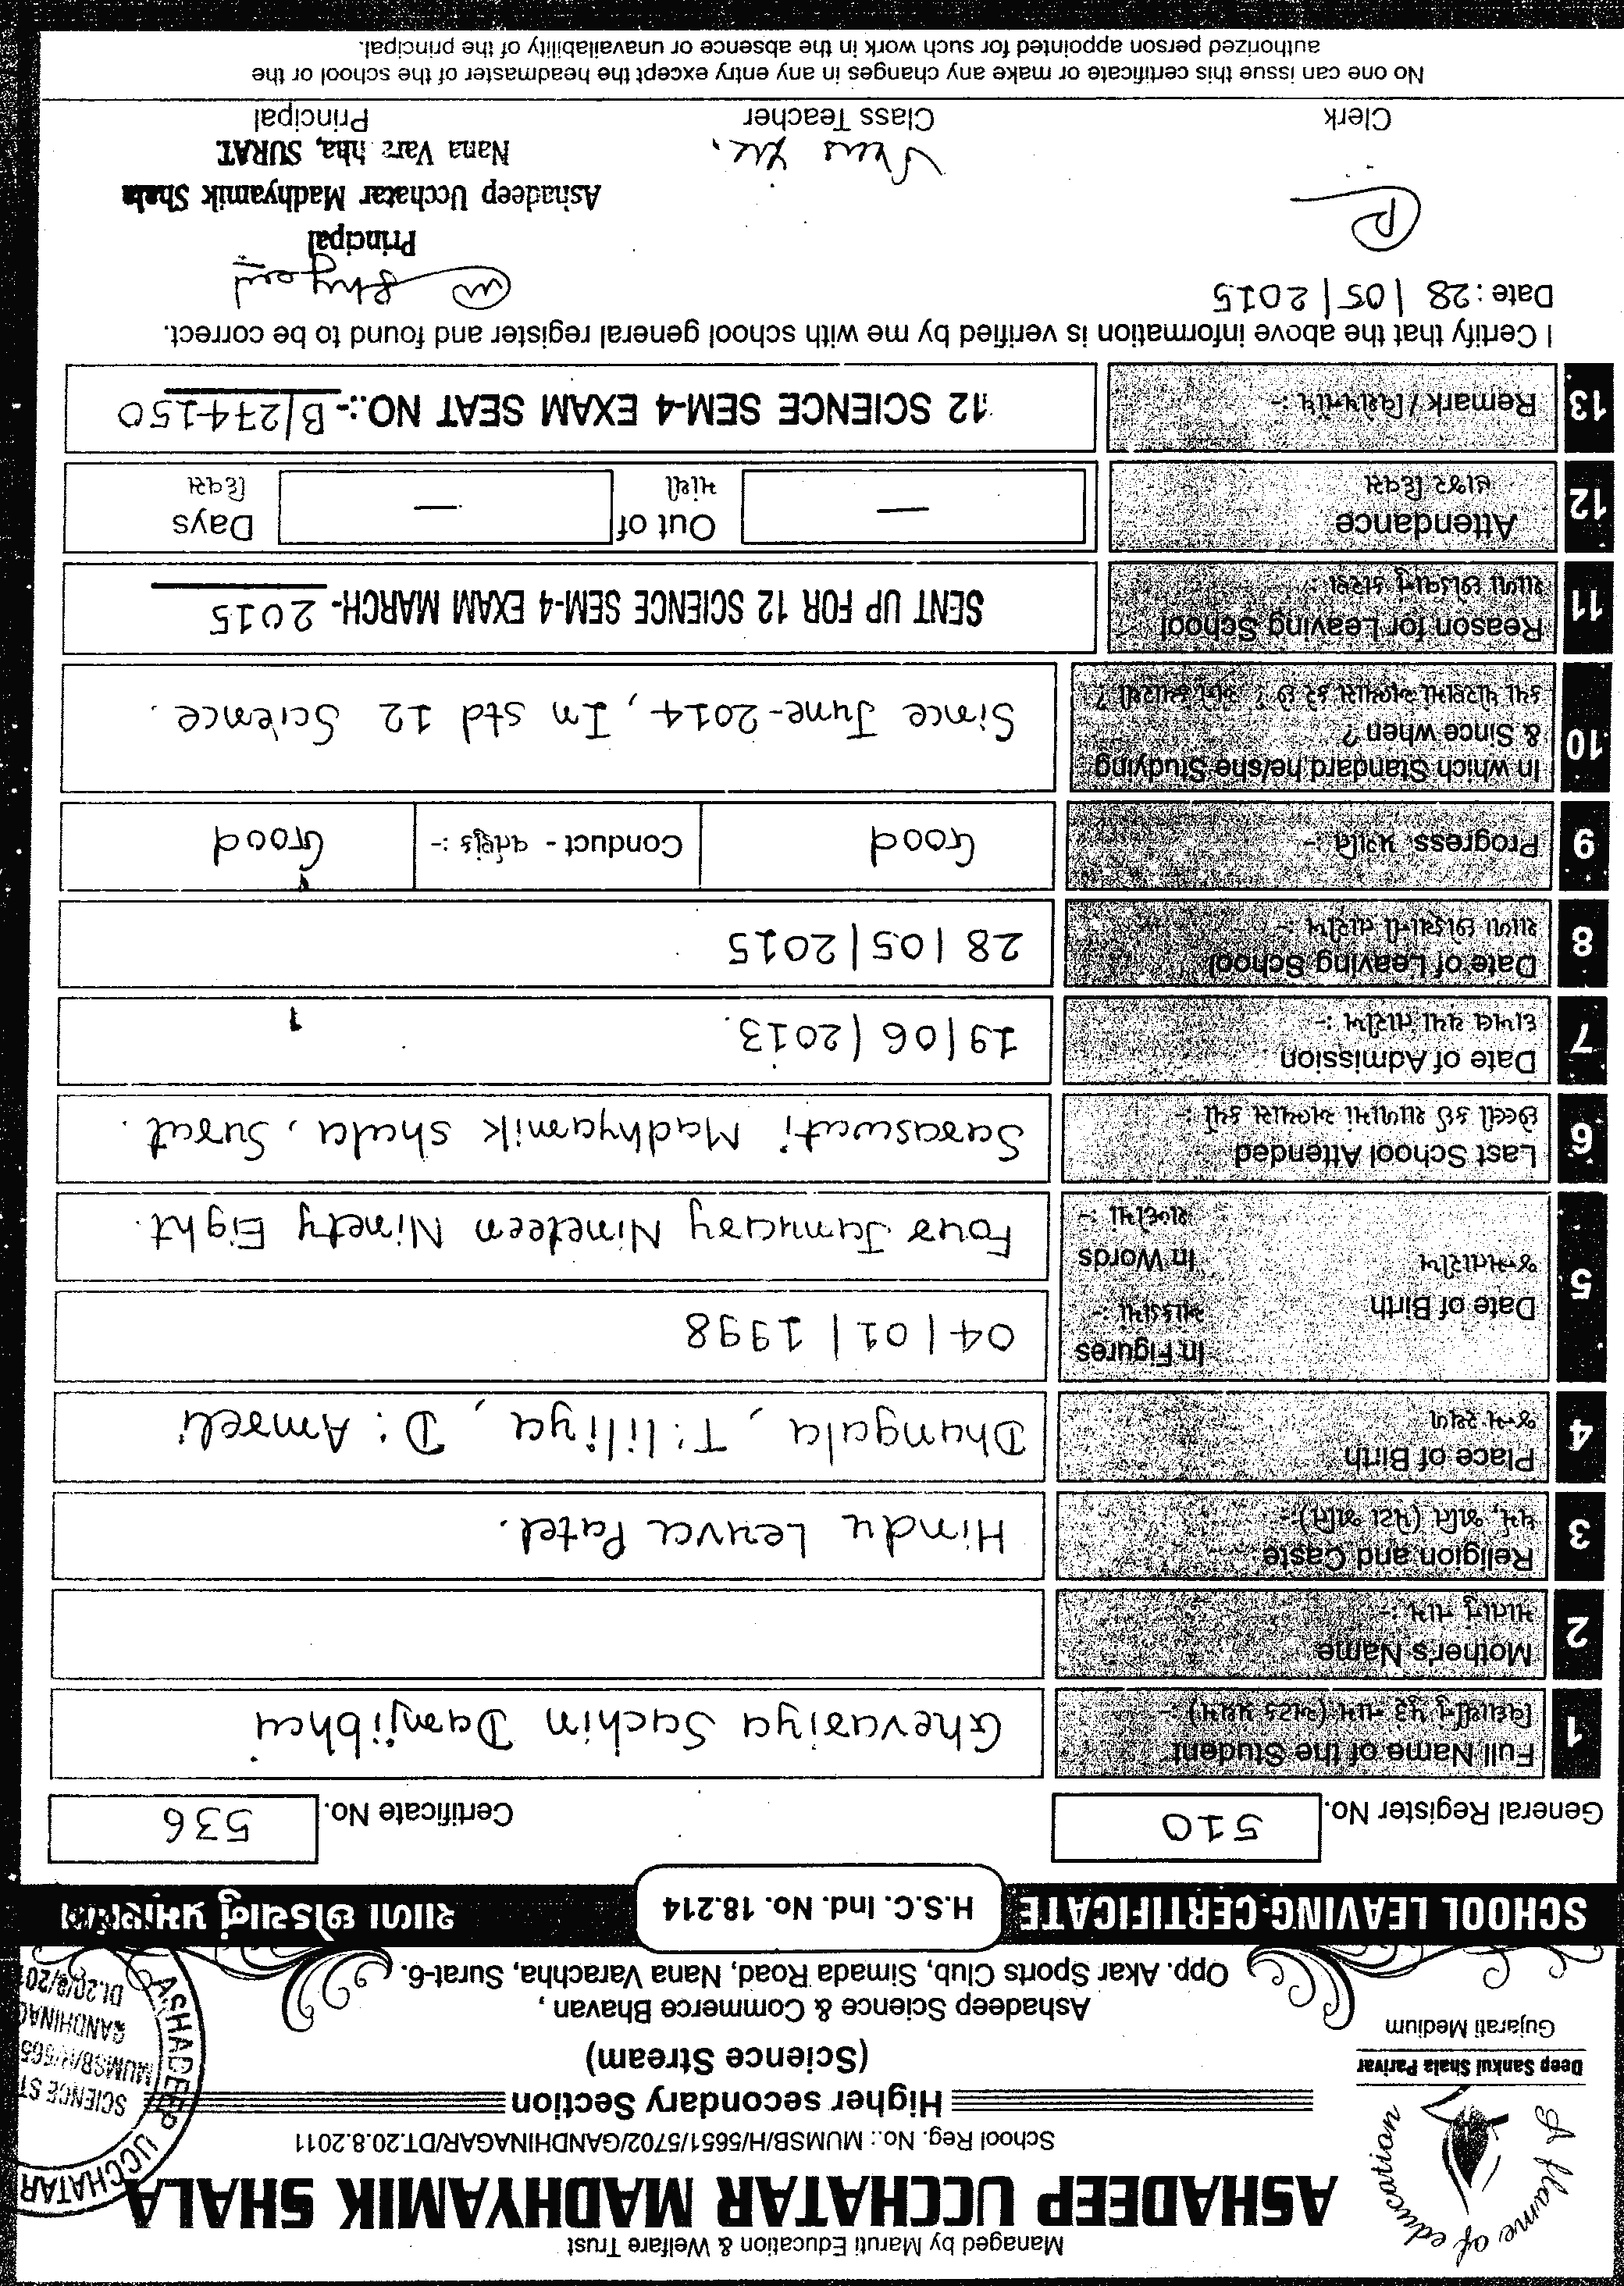 Managed by Maruti Education & Welfare Trust
ASHADEEP UCCHATAR MADHYAMIK SHALA
A flame of education
School Reg. No.: MUMSB/H/5651/5702/GANDHINAGAR/DT.20.8.2011
Higher secondary Section
(Science Stream)
Deep Sankul Shala Parivar
Gujarati Medium
Ashadeep Science & Commerce Bhavan,
Opp. Akar Sports Club, Simada Road, Nana Varachha, Surat-6.
ASHADEEP UCCHATAR
SCIENCE ST
MUMSB/H/565
GANDHINAG
Dt.20/8/201
SCHOOL LEAVING CERTIFICATE H.S.C. Ind. No. 18.214 શાળા છોડયાનું પ્રમાણપત્ર
General Register No. 510 Certificate No. 536
1 Full Name of the Student Ghevariya Sachin Damjibhai
વિદ્યાર્થીનું પુરૂ નામ (અટક પ્રથમ) :-
2 Mother's Name
માતાનું નામ :-
3 Religion and Caste Hindu Leuva Patel.
ધર્મ, જાતિ (પેટા જાતિ):-
4 Place of Birth Dhangala, T: liliya, D: Amreli
જન્મ સ્થળ
5 Date of Birth In Figures 04/01/1998
આંકડામાં :-
જન્મતારીખ In Words Four January Nineteen Ninety Eight.
શબ્દોમાં :-
6 Last School Attended Saraswati Madhyamik Shala, Surat.
છેલ્લી કઈ શાળામાં અભ્યાસ કર્યો :-
7 Date of Admission 19/06/2013.
દાખલ થયા તારીખ :-
8 Date of Leaving School 28/05/2015
શાળા છોડયાની તારીખ :-
9 Progress પ્રગતિ :- Good Conduct - વર્તણુંક :- Good
10 In which Standard he/she Studying Since June-2014, In std 12 Science.
& Since when ?
કયા ધોરણમાં અભ્યાસ કરે છે ? અને ક્યારથી ?
11 Reason for Leaving School SENT UP FOR 12 SCIENCE SEM-4 EXAM MARCH- 2015
શાળા છોડવાનું કારણ :
12 Attendance — Out of — Days
હાજર દિવસ માંથી દિવસ
13 Remark / વિશેષનોંધ :- 12 SCIENCE SEM-4 EXAM SEAT NO.:- B/274150
I Certify that the above information is verified by me with school general register and found to be correct.
Date: 28/05/2015
Principal
Ashadeep Ucchatar Madhyamik Shala
Nana Varachha, SURAT
Clerk Class Teacher Principal
No one can issue this certificate or make any changes in any entry except the headmaster of the school or the
authorized person appointed for such work in the absence or unavailability of the principal.